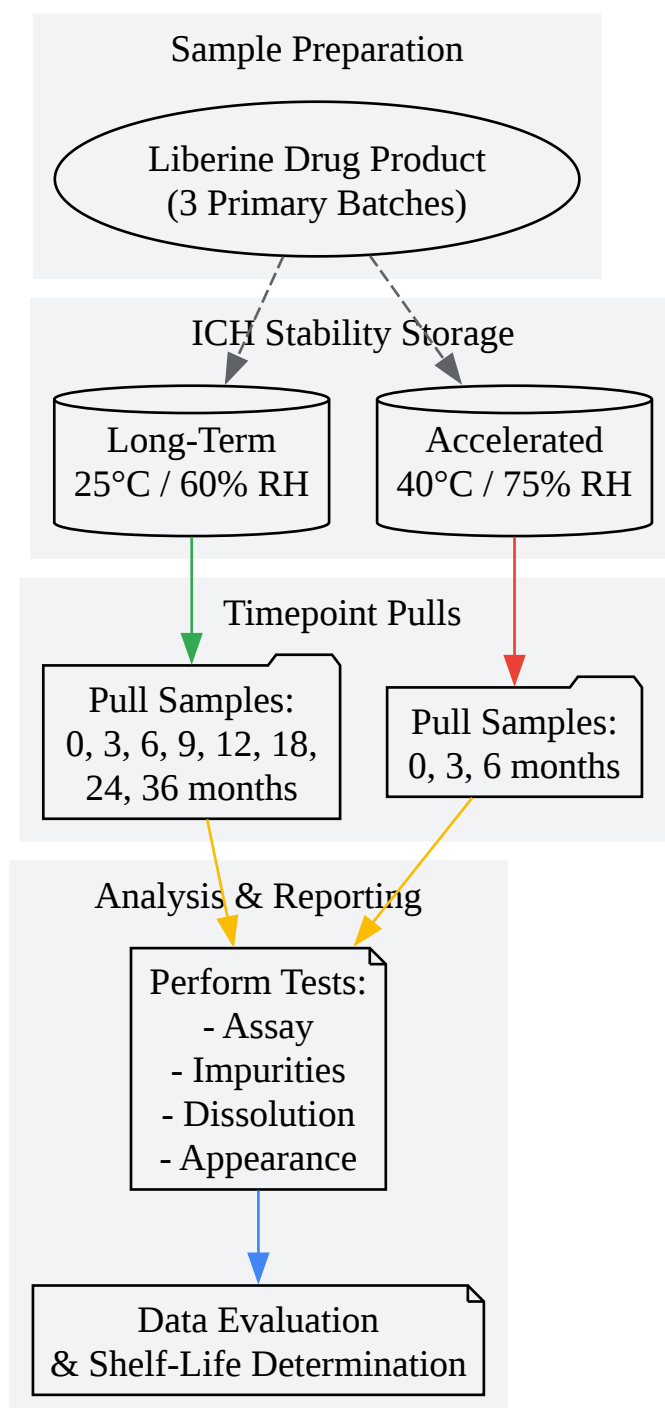 Sample Preparation
Liberine Drug Product
(3 Primary Batches)
ICH Stability Storage
Long-Term
25°C / 60% RH
Accelerated
40°C / 75% RH
Timepoint Pulls
Pull Samples:
0, 3, 6, 9, 12, 18,
24, 36 months
Pull Samples:
0, 3, 6 months
Analysis & Reporting
Perform Tests:
- Assay
- Impurities
- Dissolution
- Appearance
Data Evaluation
& Shelf-Life Determination